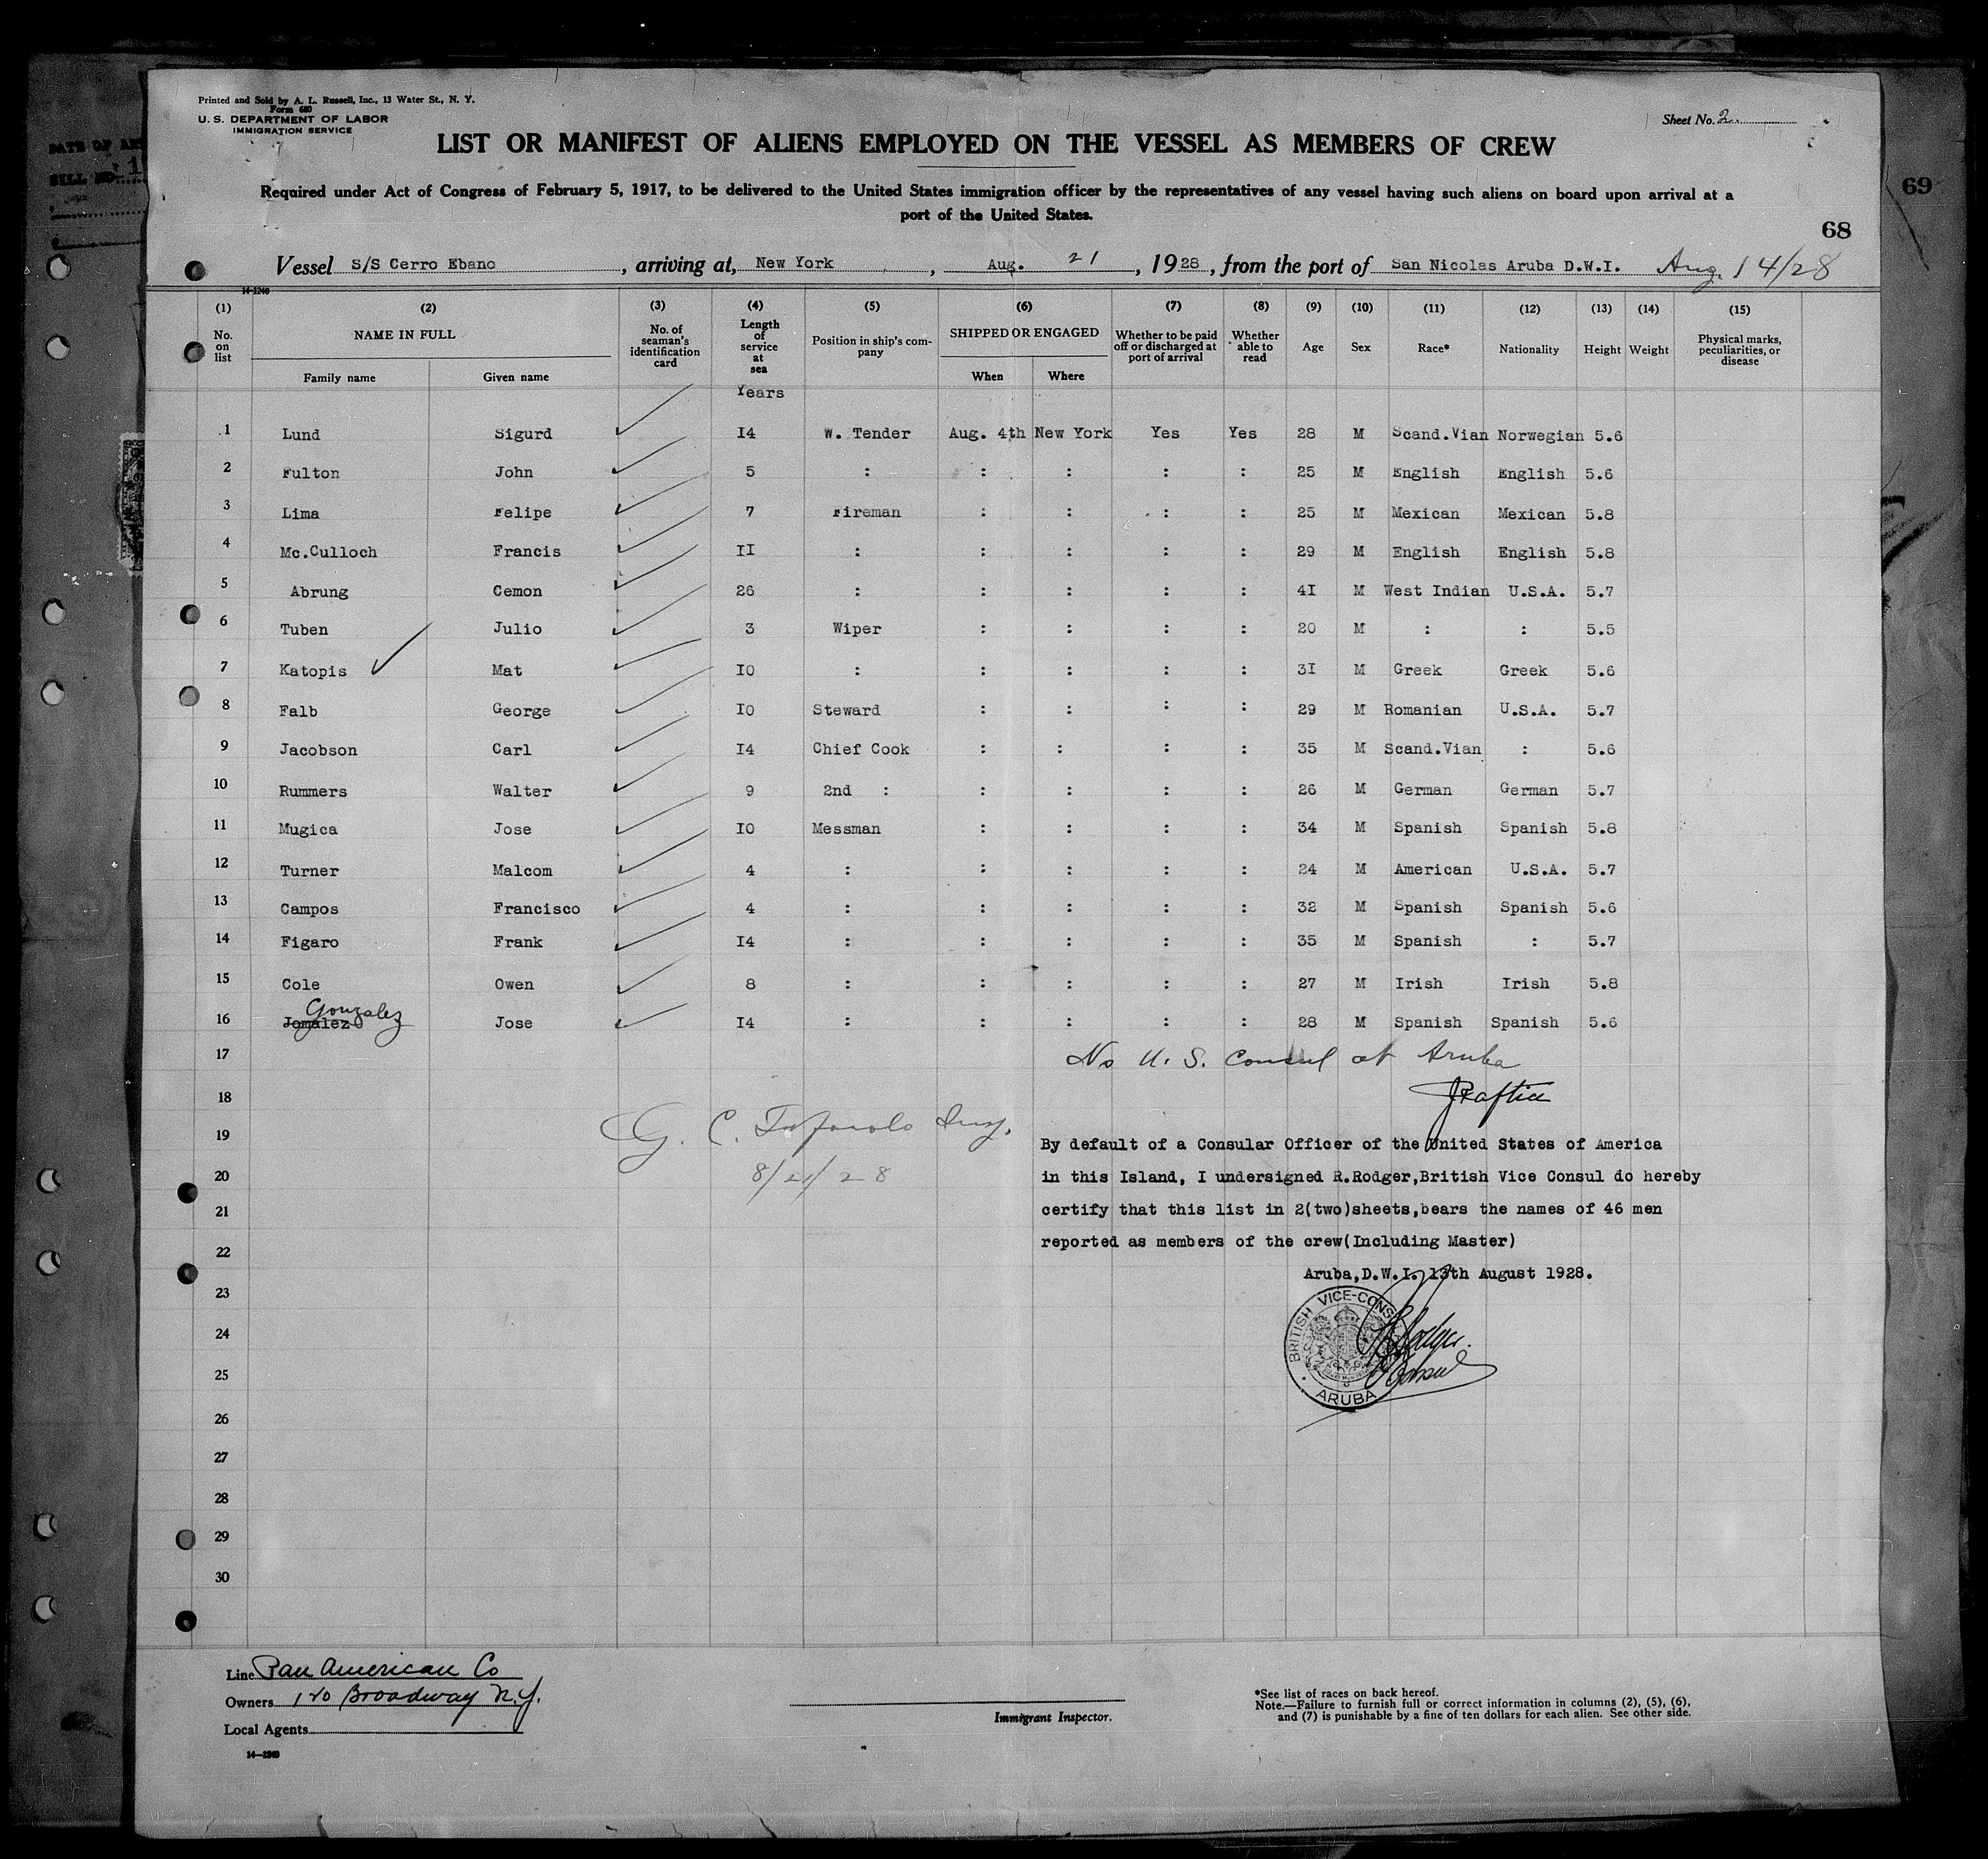 Printed and Sold by A. L. Russell, Inc., 13 Water St., N. Y.
Form 680
U. S. DEPARTMENT OF LABOR
IMMIGRATION SERVICE
Sheet No. 2.
LIST OR MANIFEST OF ALIENS EMPLOYED ON THE VESSEL AS MEMBERS OF CREW
Required under Act of Congress of February 5, 1917, to be delivered to the United States immigration officer by the representatives of any vessel having such aliens on board upon arrival at a
port of the United States.
69
68
Vessel S/S Cerro Ebano, arriving at, New York, Aug. 21, 1928, from the port of San Nicolas Aruba D.W.I. Aug. 14/28
14-1240
(1) (2) (3) (4) (5) (6) (7) (8) (9) (10) (11) (12) (13) (14) (15)
No. on list NAME IN FULL No. of seaman's identification card Length of service at sea Position in ship's company SHIPPED OR ENGAGED Whether to be paid off or discharged at port of arrival Whether able to read Age Sex Race* Nationality Height Weight Physical marks, peculiarities, or disease
Family name Given name When Where
Years
1 Lund Sigurd 14 W. Tender Aug. 4th New York Yes Yes 28 M Scand.Vian Norwegian 5.6
2 Fulton John 5 : : : : : 25 M English English 5.6
3 Lima Felipe 7 Fireman : : : : 25 M Mexican Mexican 5.8
4 Mc.Culloch Francis II : : : : : 29 M English English 5.8
5 Abrung Cemon 26 : : : : : 4I M West Indian U.S.A. 5.7
6 Tuben Julio 3 Wiper : : : : 20 M : : 5.5
7 Katopis Mat IO : : : : : 3I M Greek Greek 5.6
8 Falb George IO Steward : : : : 29 M Romanian U.S.A. 5.7
9 Jacobson Carl I4 Chief Cook : : : : 35 M Scand.Vian : 5.6
10 Rummers Walter 9 2nd : : : : : 26 M German German 5.7
11 Mugica Jose IO Messman : : : : 34 M Spanish Spanish 5.8
12 Turner Malcom 4 : : : : : 24 M American U.S.A. 5.7
13 Campos Francisco 4 : : : : : 32 M Spanish Spanish 5.6
14 Figaro Frank I4 : : : : : 35 M Spanish : 5.7
15 Cole Owen 8 : : : : : 27 M Irish Irish 5.8
Gonzalez
16 Jomalez Jose I4 : : : : : 28 M Spanish Spanish 5.6
17 No U. S. Consul at Aruba
18
19 G. C. Insp.
By default of a Consular Officer of the United States of America
20 8/21/28 in this Island, I undersigned R.Rodger,British Vice Consul do hereby
21 certify that this list in 2(two)sheets,bears the names of 46 men
22 reported as members of the crew(Including Master)
Aruba,D.W.I. 13th August 1928.
23
BRITISH VICE-CONS
24 Rodger.
25 Consul
ARUBA
26
27
28
29
30
Line Pan American Co
Owners 120 Broadway N.Y.
Local Agents
14—1240
Immigrant Inspector.
*See list of races on back hereof.
Note.—Failure to furnish full or correct information in columns (2), (5), (6),
and (7) is punishable by a fine of ten dollars for each alien. See other side.